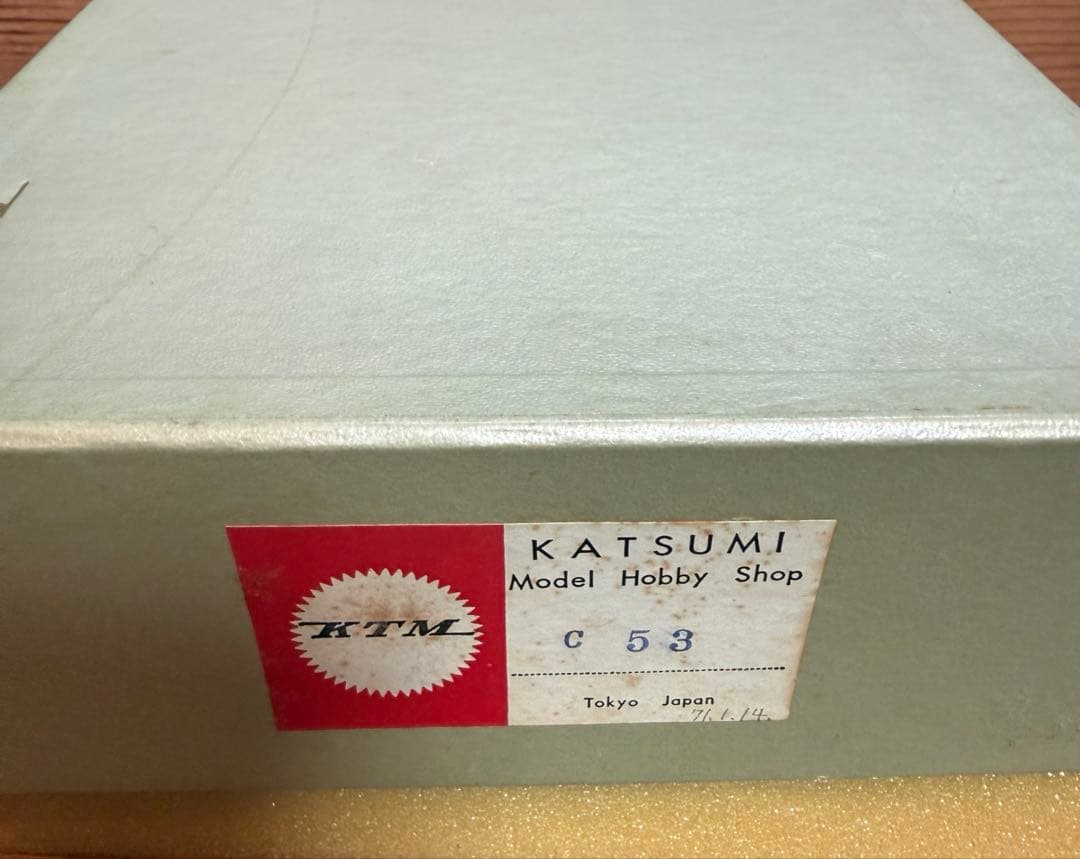 KTM
KATSUMI
Model Hobby Shop
C 53
Tokyo Japan
76.1.14.